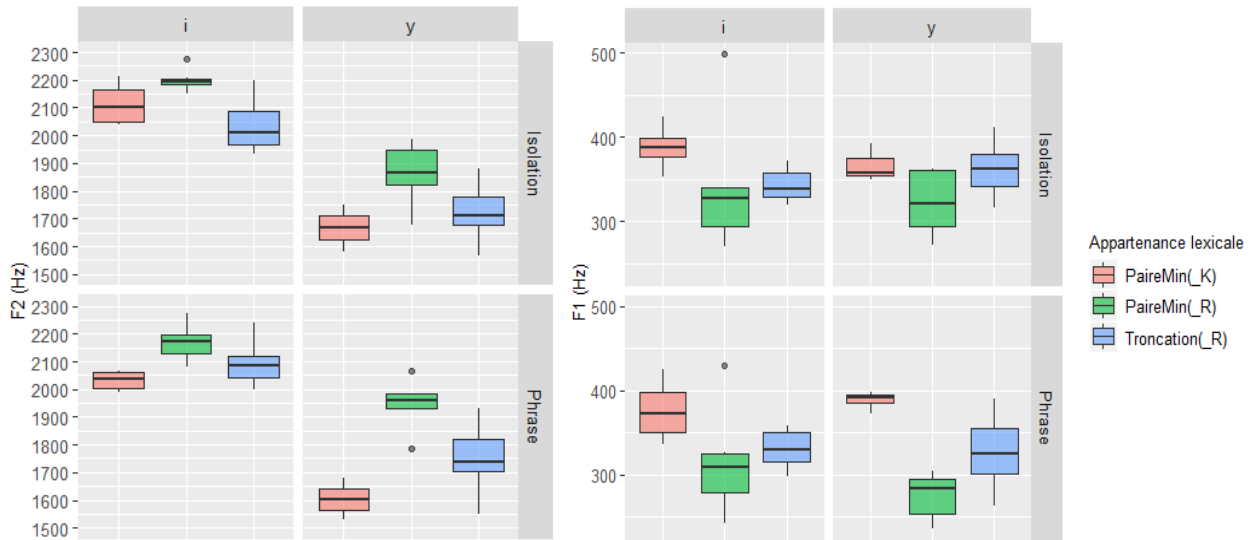 i y
2300
2200
2100
2000
1900
1800
1700
1600
1500
Isolation
2300
2200
2100
2000
1900
1800
1700
1600
1500
Phrase
F2 (Hz)
i y
500
400
300
Isolation
500
400
300
Phrase
F1 (Hz)
Appartenance lexicale
PaireMin(_K)
PaireMin(_R)
Troncation(_R)